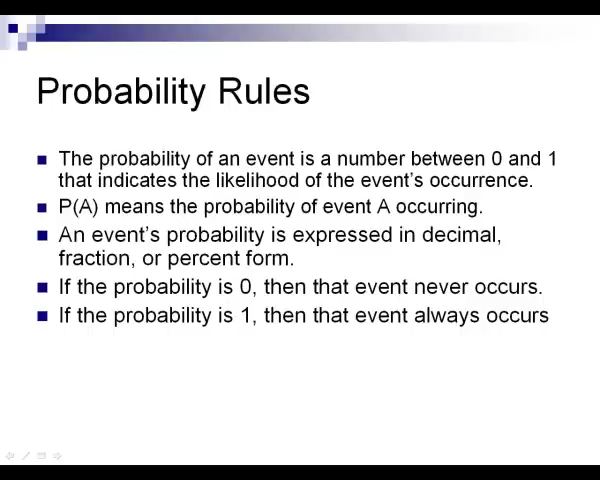 Probability Rules
The probability of an event is a number between 0 and 1
that indicates the likelihood of the event's occurrence.
P(A) means the probability of event A occurring.
An event's probability is expressed in decimal,
fraction, or percent form.
If the probability is 0, then that event never occurs.
If the probability is 1, then that event always occurs